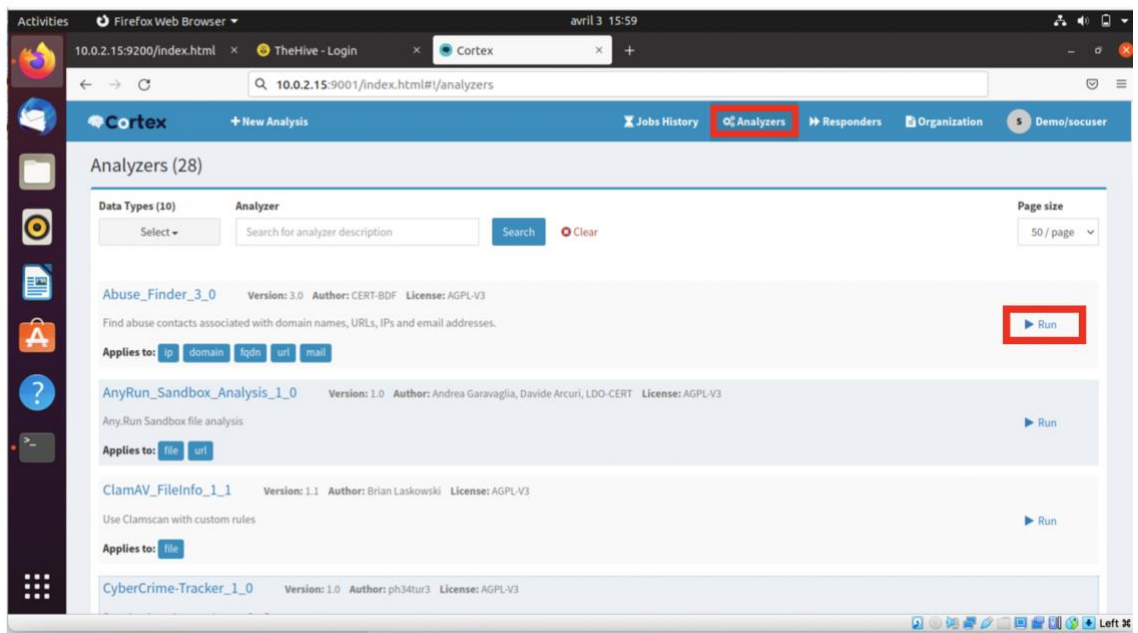 Activities Firefox Web Browser avril 3 15:59
10.0.2.15:9200/index.html × TheHive - Login × Cortex × +
10.0.2.15:9001/index.html#!/analyzers
Cortex + New Analysis Jobs History Analyzers Responders Organization S Demo/socuser
Analyzers (28)
Data Types (10) Analyzer Page size
Select Search for analyzer description Search Clear 50 / page
Abuse_Finder_3_0 Version: 3.0 Author: CERT-BDF License: AGPL-V3
Find abuse contacts associated with domain names, URLs, IPs and email addresses.
Run
Applies to: ip domain fqdn url mail
AnyRun_Sandbox_Analysis_1_0 Version: 1.0 Author: Andrea Garavaglia, Davide Arcuri, LDO-CERT License: AGPL-V3
Any.Run Sandbox file analysis
Run
Applies to: file url
ClamAV_FileInfo_1_1 Version: 1.1 Author: Brian Laskowski License: AGPL-V3
Use Clamscan with custom rules
Run
Applies to: file
CyberCrime-Tracker_1_0 Version: 1.0 Author: ph34tur3 License: AGPL-V3
Left ⌘